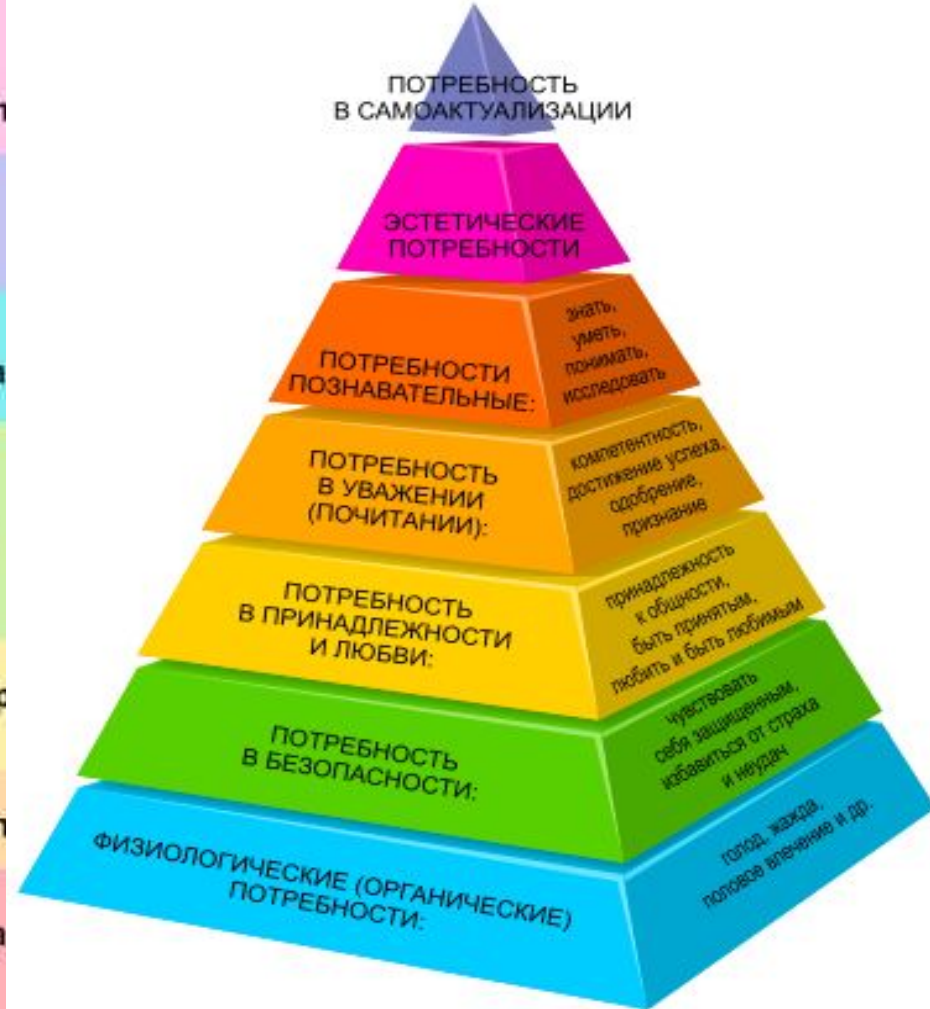 ПОТРЕБНОСТЬ
В САМОАКТУАЛИЗАЦИИ
ЭСТЕТИЧЕСКИЕ
ПОТРЕБНОСТИ
ПОТРЕБНОСТИ
ПОЗНАВАТЕЛЬНЫЕ:
знать,
уметь,
понимать,
исследовать
ПОТРЕБНОСТЬ
В УВАЖЕНИИ
(ПОЧИТАНИИ):
компетентность,
достижение успеха,
одобрение,
признание
ПОТРЕБНОСТЬ
В ПРИНАДЛЕЖНОСТИ
И ЛЮБВИ:
принадлежность
к общности,
быть принятым,
любить и быть любимым
ПОТРЕБНОСТЬ
В БЕЗОПАСНОСТИ:
чувствовать
себя защищенным,
избавиться от страха
и неудач
ФИЗИОЛОГИЧЕСКИЕ (ОРГАНИЧЕСКИЕ)
ПОТРЕБНОСТИ:
голод, жажда,
половое влечение и др.